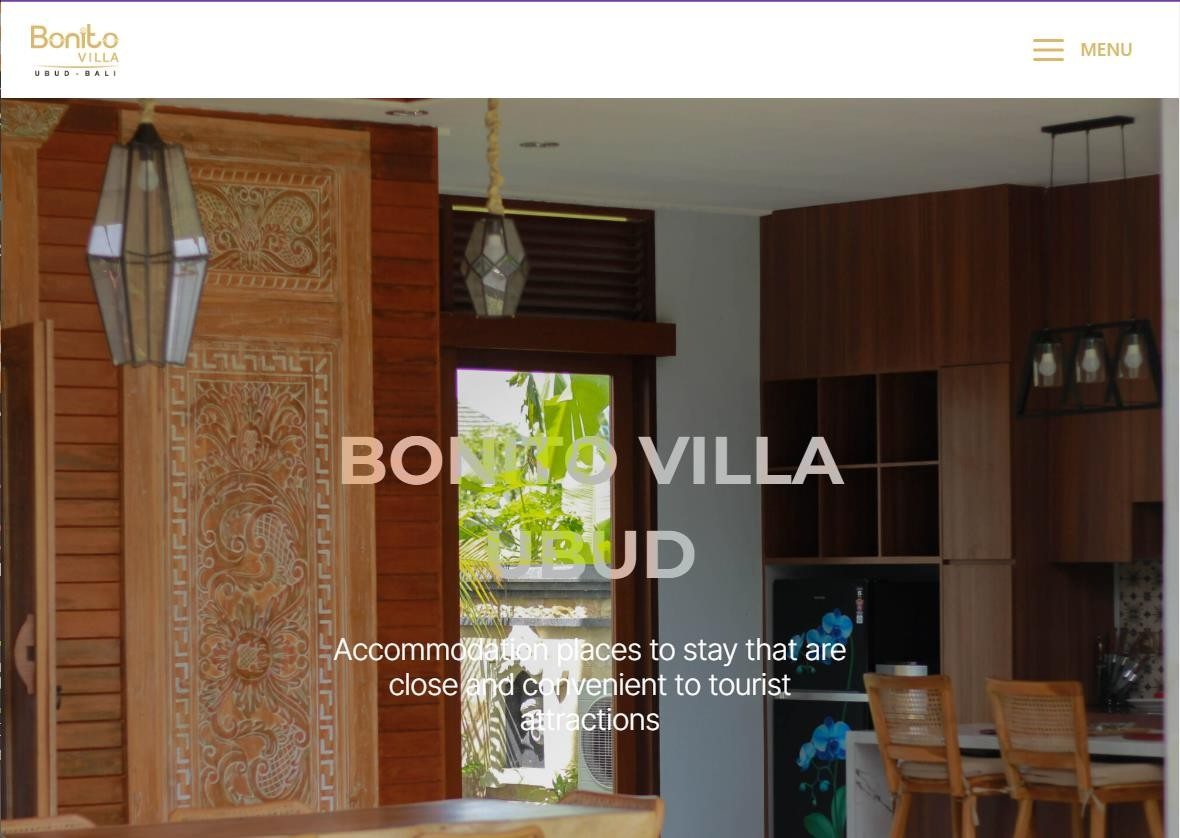 Bonito
VILLA
UBUD - BALI
MENU
BONITO VILLA
UBUD
Accommodation places to stay that are
close and convenient to tourist
attractions